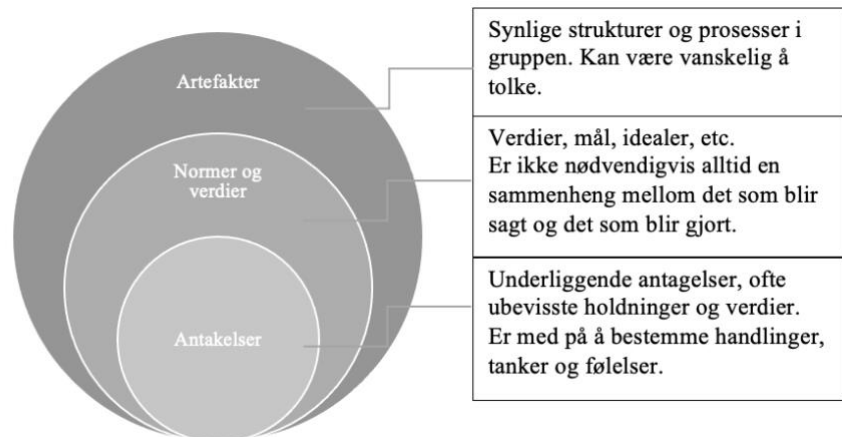 Artefakter
Normer og
verdier
Antakelser
Synlige strukturer og prosesser i
gruppen. Kan være vanskelig å
tolke.
Verdier, mål, idealer, etc.
Er ikke nødvendigvis alltid en
sammenheng mellom det som blir
sagt og det som blir gjort.
Underliggende antagelser, ofte
ubevisste holdninger og verdier.
Er med på å bestemme handlinger,
tanker og følelser.